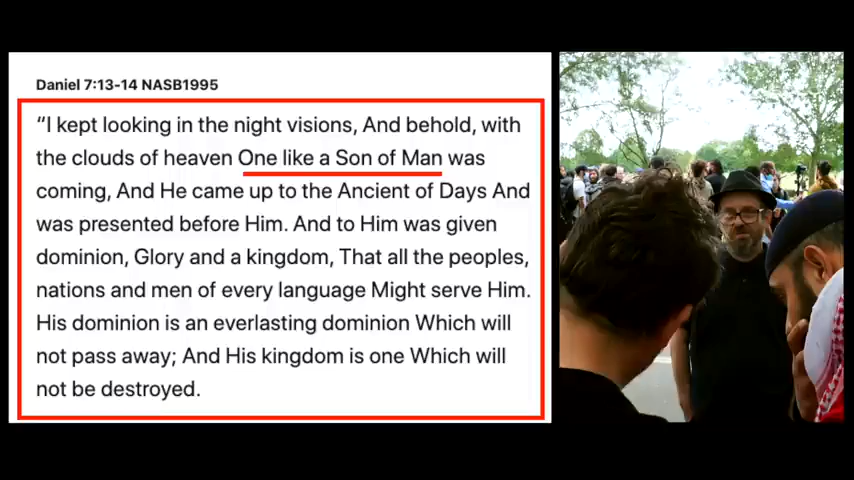 Daniel 7:13-14 NASB1995
“I kept looking in the night visions, And behold, with
the clouds of heaven One like a Son of Man was
coming, And He came up to the Ancient of Days And
was presented before Him. And to Him was given
dominion, Glory and a kingdom, That all the peoples,
nations and men of every language Might serve Him.
His dominion is an everlasting dominion Which will
not pass away; And His kingdom is one Which will
not be destroyed.